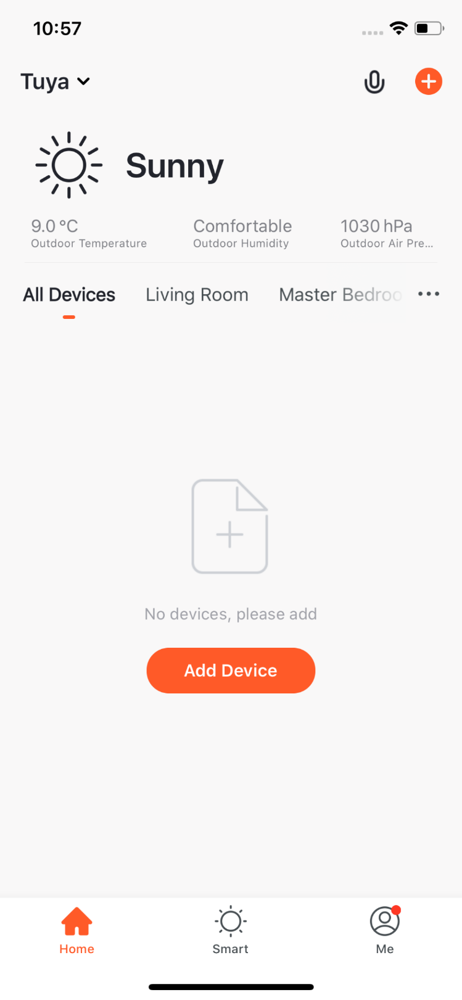 10:57
Tuya
Sunny
9.0 °C
Outdoor Temperature
Comfortable
Outdoor Humidity
1030 hPa
Outdoor Air Pre...
All Devices
Living Room
Master Bedroo
No devices, please add
Add Device
Home
Smart
Me